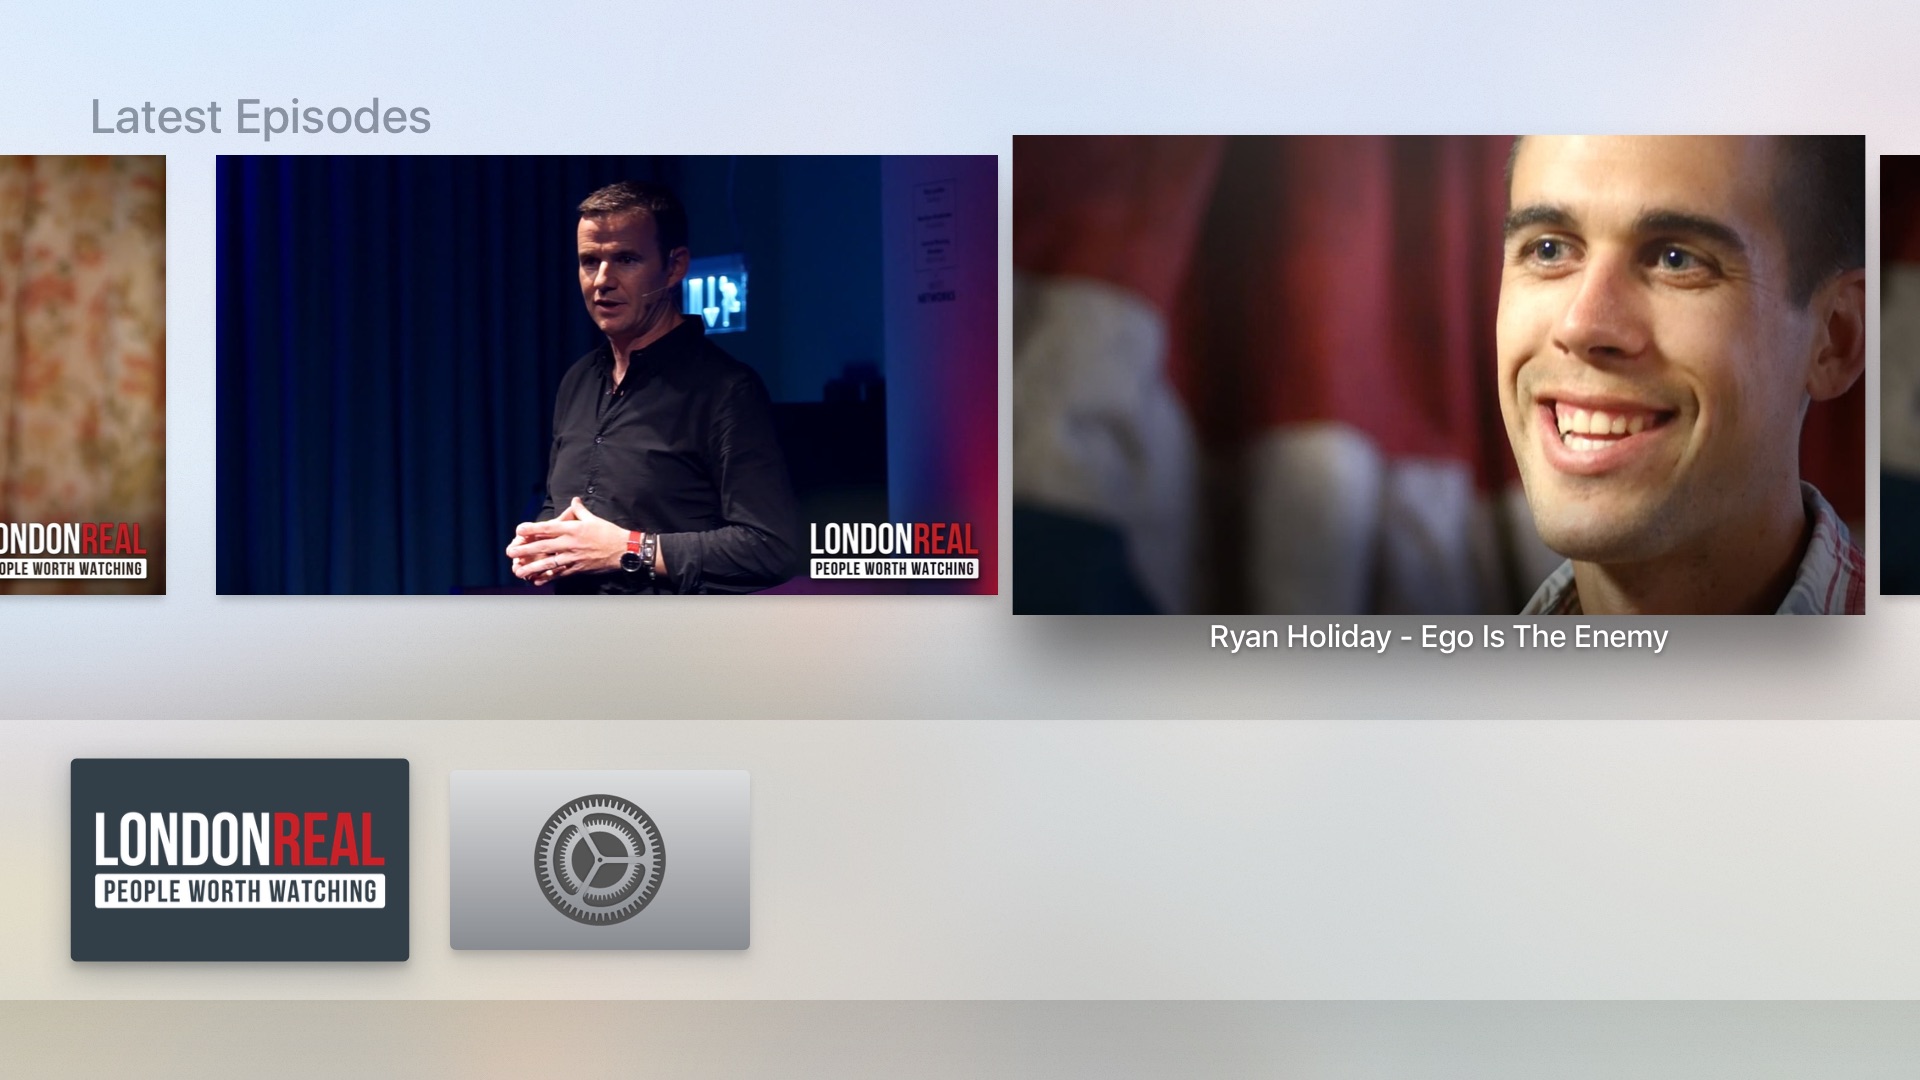 Latest Episodes
ONDONREAL
OPLE WORTH WATCHING
LONDONREAL
PEOPLE WORTH WATCHING
Ryan Holiday - Ego Is The Enemy
LONDONREAL
PEOPLE WORTH WATCHING